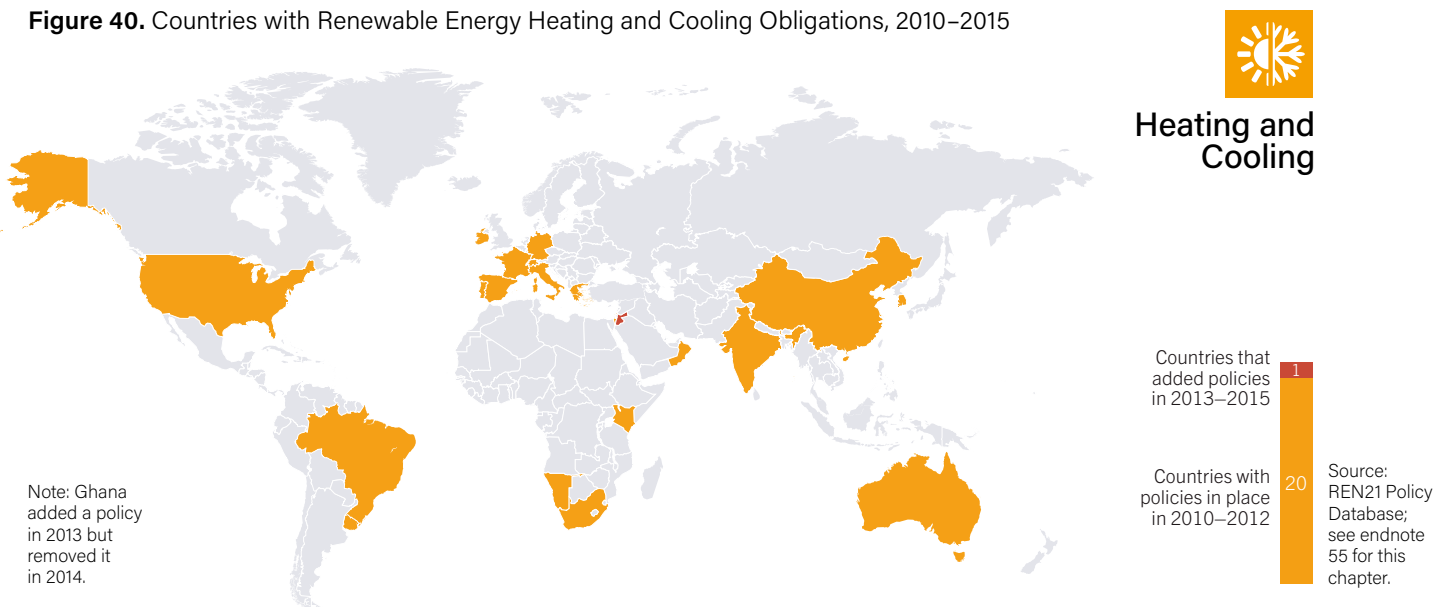 Figure 40. Countries with Renewable Energy Heating and Cooling Obligations, 2010–2015
Heating and
Cooling
Countries that
added policies
in 2013–2015
1
Countries with
policies in place
in 2010–2012
20
Source:
REN21 Policy
Database;
see endnote
55 for this
chapter.
Note: Ghana
added a policy
in 2013 but
removed it
in 2014.